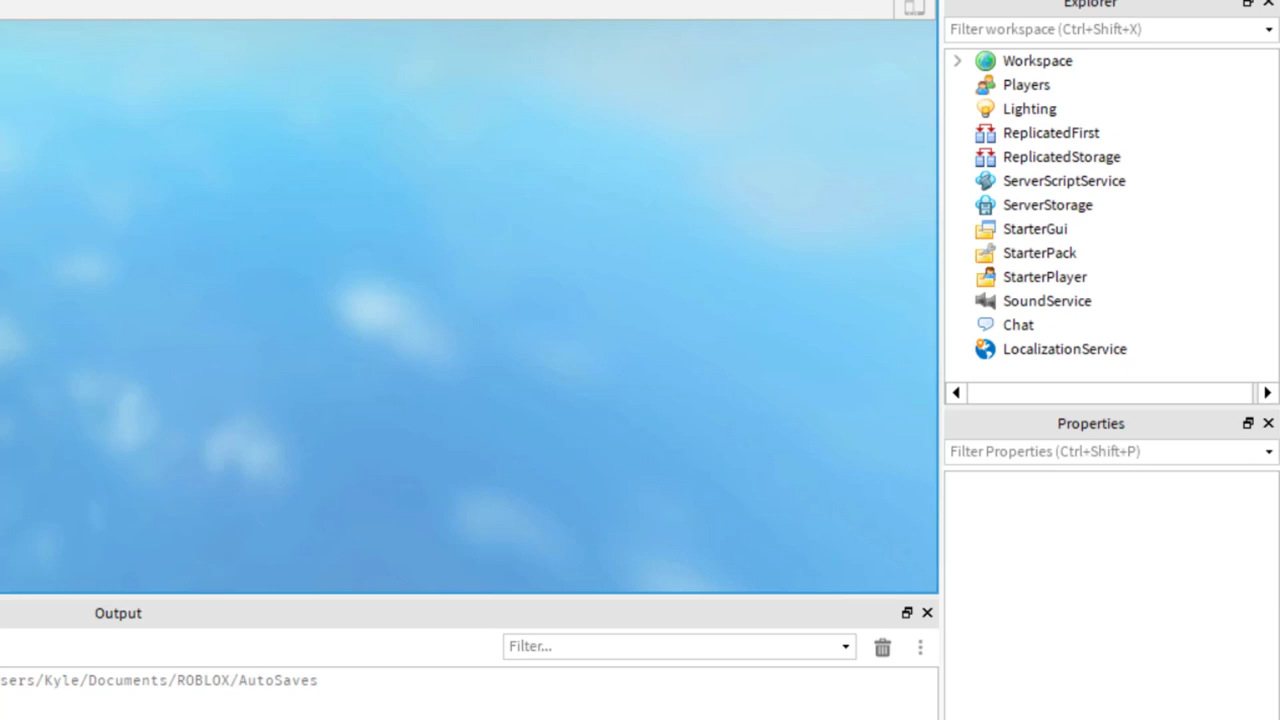 Explorer
Filter workspace (Ctrl+Shift+X)
Workspace
Players
Lighting
ReplicatedFirst
ReplicatedStorage
ServerScriptService
ServerStorage
StarterGui
StarterPack
StarterPlayer
SoundService
Chat
LocalizationService
Properties
Filter Properties (Ctrl+Shift+P)
Output
Filter...
sers/Kyle/Documents/ROBLOX/AutoSaves